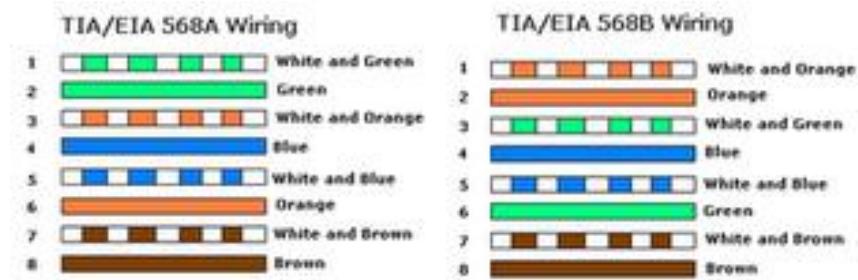 TIA/EIA 568A Wiring
1 White and Green
2 Green
3 White and Orange
4 Blue
5 White and Blue
6 Orange
7 White and Brown
8 Brown
TIA/EIA 568B Wiring
1 White and Orange
2 Orange
3 White and Green
4 Blue
5 White and Blue
6 Green
7 White and Brown
8 Brown